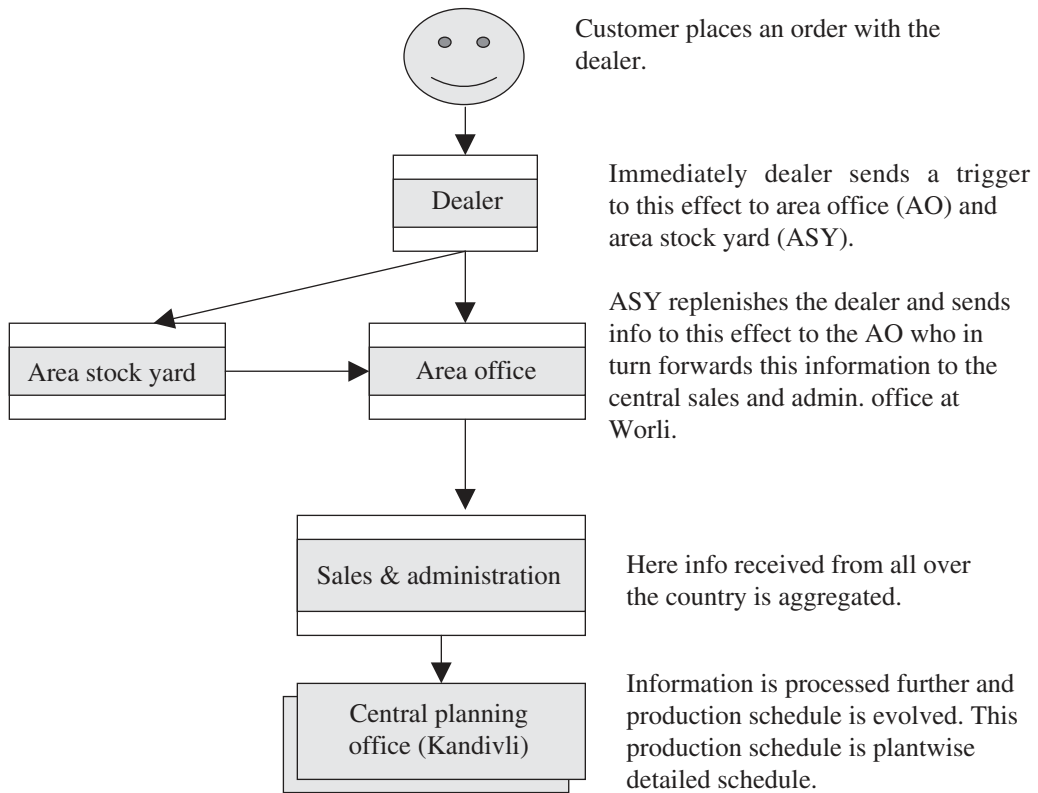 Customer places an order with the
dealer.
Dealer
Immediately dealer sends a trigger
to this effect to area office (AO) and
area stock yard (ASY).
ASY replenishes the dealer and sends
info to this effect to the AO who in
turn forwards this information to the
central sales and admin. office at
Worli.
Area stock yard
Area office
Sales & administration
Here info received from all over
the country is aggregated.
Central planning
office (Kandivli)
Information is processed further and
production schedule is evolved. This
production schedule is plantwise
detailed schedule.